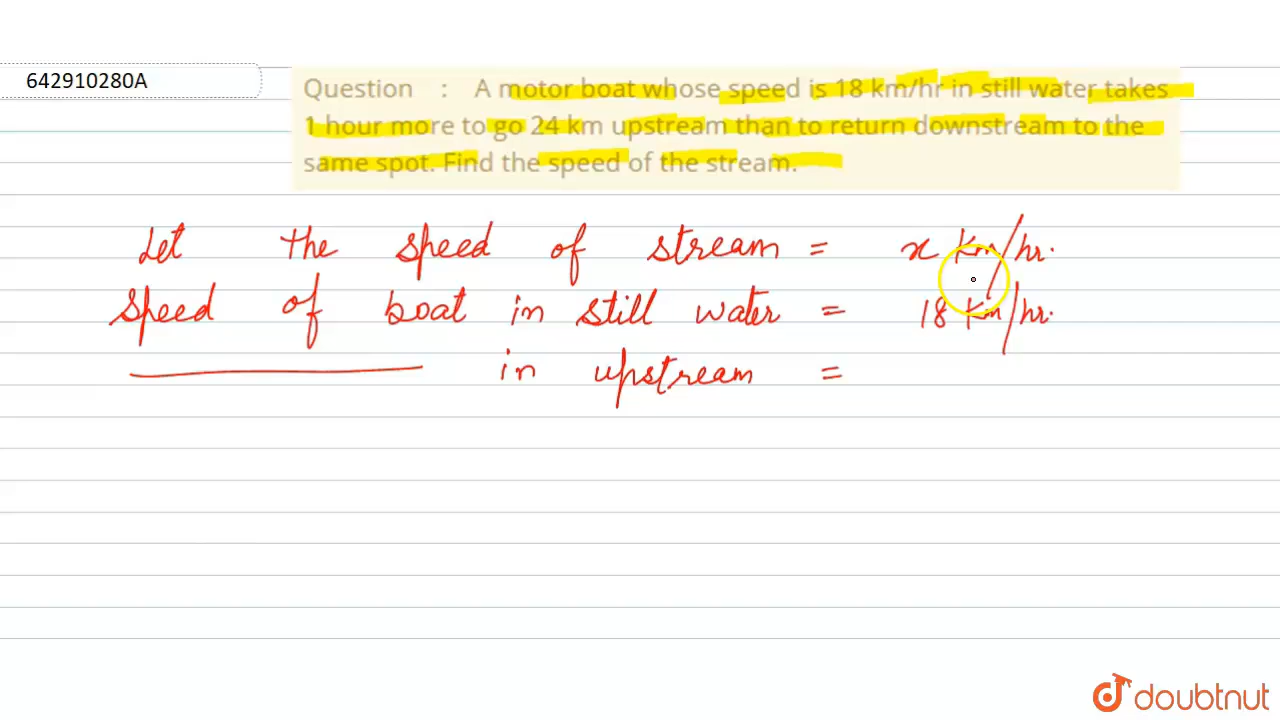 642910280A
Question : A motor boat whose speed is 18 km/hr in still water takes
1 hour more to go 24 km upstream than to return downstream to the
same spot. Find the speed of the stream.
Let the speed of stream = x km/hr.
Speed of boat in still water = 18 km/hr.
in upstream =
doubtnut